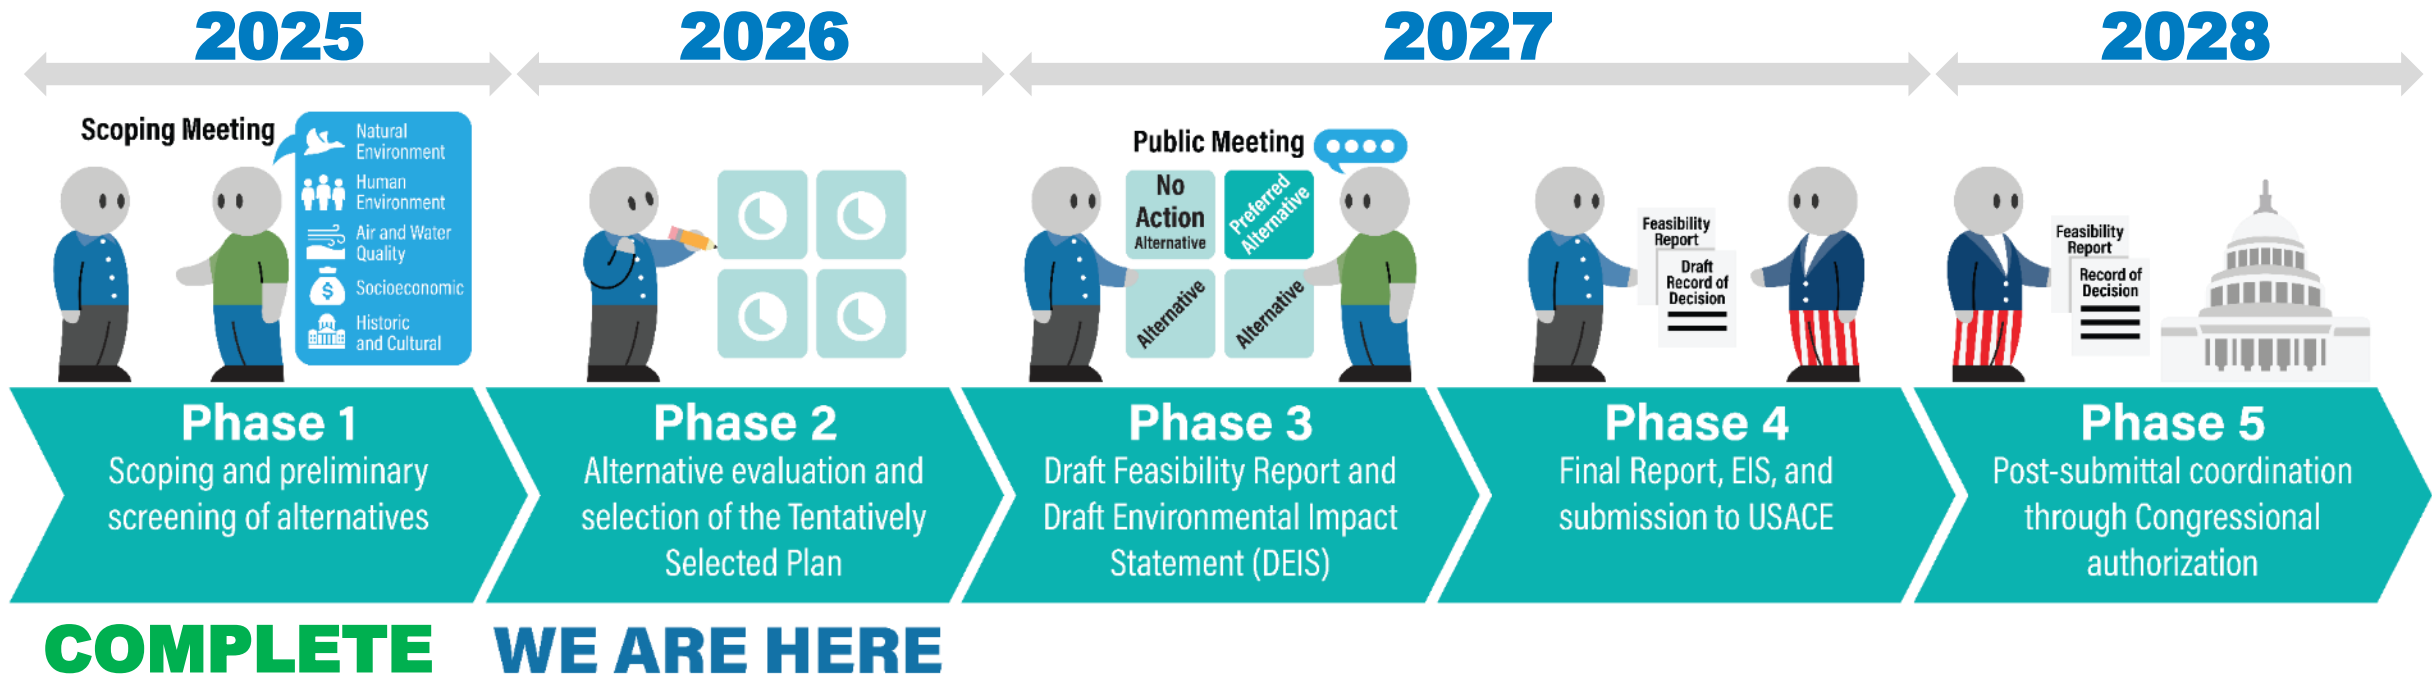 2025
2026
2027
2028
Scoping Meeting
Natural
Environment
Human
Environment
Air and Water
Quality
$
Socioeconomic
Historic
and Cultural
Public Meeting
No
Action
Alternative
Preferred
Alternative
Alternative
Alternative
Feasibility
Report
Draft
Record of
Decision
Feasibility
Report
Record of
Decision
Phase 1
Scoping and preliminary
screening of alternatives
Phase 2
Alternative evaluation and
selection of the Tentatively
Selected Plan
Phase 3
Draft Feasibility Report and
Draft Environmental Impact
Statement (DEIS)
Phase 4
Final Report, EIS, and
submission to USACE
Phase 5
Post-submittal coordination
through Congressional
authorization
COMPLETE
WE ARE HERE